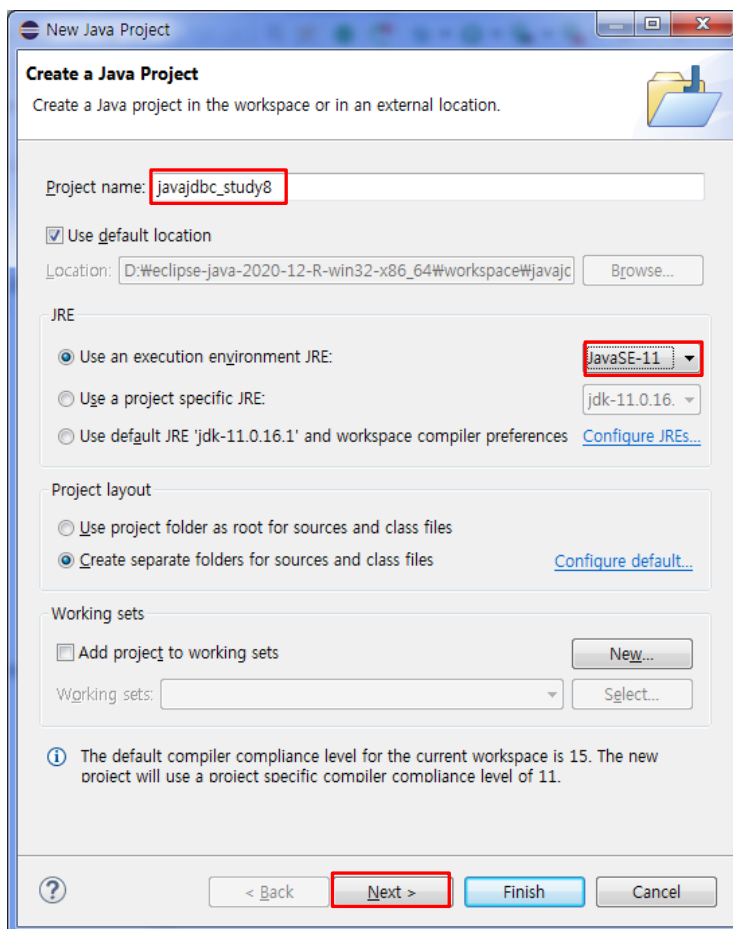 New Java Project
Create a Java Project
Create a Java project in the workspace or in an external location.
Project name: javajdbc_study8
Use default location
Location: D:₩eclipse-java-2020-12-R-win32-x86_64₩workspace₩javajc Browse...
JRE
Use an execution environment JRE: JavaSE-11
Use a project specific JRE: jdk-11.0.16.
Use default JRE 'jdk-11.0.16.1' and workspace compiler preferences Configure JREs...
Project layout
Use project folder as root for sources and class files
Create separate folders for sources and class files Configure default...
Working sets
Add project to working sets New...
Working sets: Select...
The default compiler compliance level for the current workspace is 15. The new
project will use a project specific compiler compliance level of 11.
< Back Next > Finish Cancel